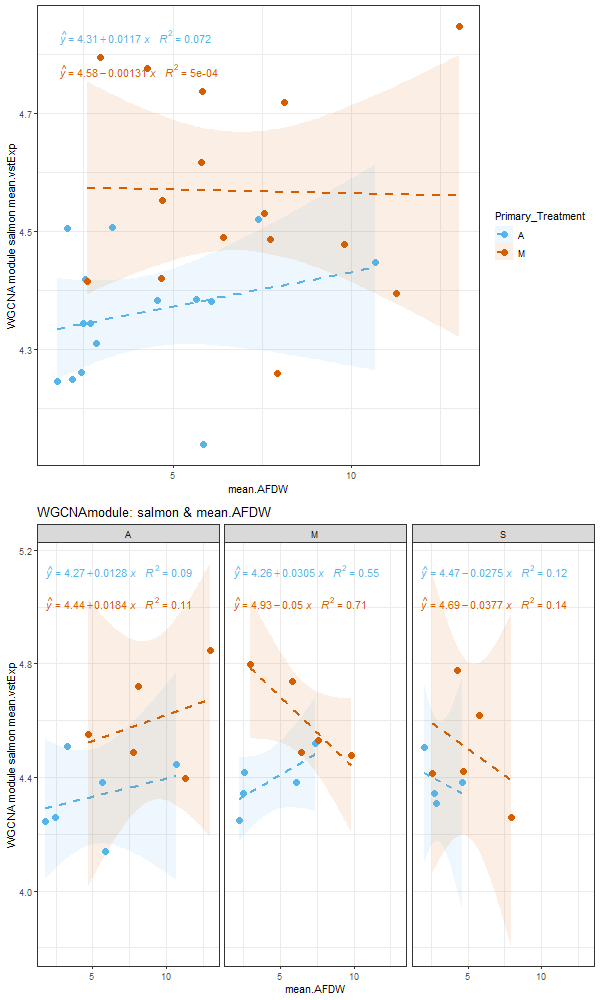 ŷ = 4.31 + 0.0117 x R² = 0.072
ŷ = 4.58 − 0.00131 x R² = 5e-04
4.7
4.5
4.3
WGCNA module salmon mean.vstExp
5
10
mean.AFDW
Primary_Treatment
A
M
WGCNAmodule: salmon & mean.AFDW
A
M
S
ŷ = 4.27 + 0.0128 x R² = 0.09
ŷ = 4.26 + 0.0305 x R² = 0.55
ŷ = 4.47 − 0.0275 x R² = 0.12
ŷ = 4.44 + 0.0184 x R² = 0.11
ŷ = 4.93 − 0.05 x R² = 0.71
ŷ = 4.69 − 0.0377 x R² = 0.14
5.2
4.8
4.4
4.0
WGCNA module salmon mean.vstExp
5
10
5
10
5
10
mean.AFDW